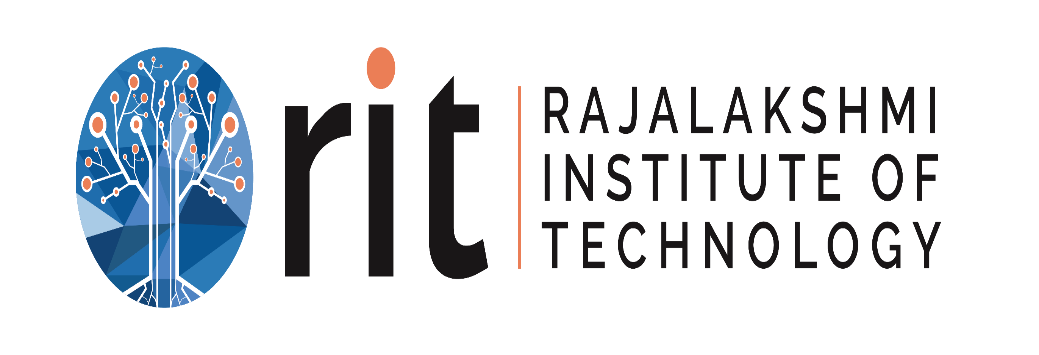 rit
RAJALAKSHMI
INSTITUTE OF
TECHNOLOGY